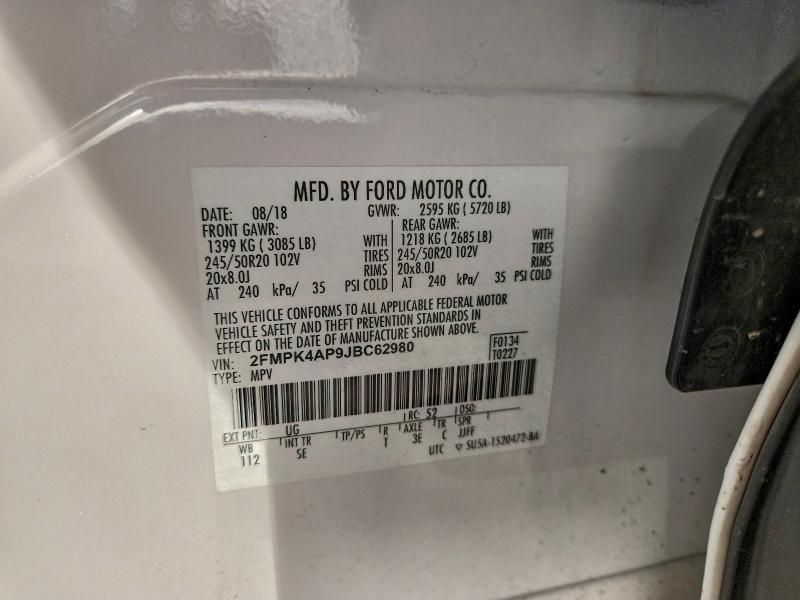 MFD. BY FORD MOTOR CO.
DATE: 08/18 GVWR: 2595 KG ( 5720 LB)
FRONT GAWR: REAR GAWR:
1399 KG ( 3085 LB) WITH 1218 KG ( 2685 LB) WITH
245/50R20 102V TIRES 245/50R20 102V TIRES
20x8.0J RIMS 20x8.0J RIMS
AT 240 kPa/ 35 PSI COLD AT 240 kPa/ 35 PSI COLD
THIS VEHICLE CONFORMS TO ALL APPLICABLE FEDERAL MOTOR
VEHICLE SAFETY AND THEFT PREVENTION STANDARDS IN
EFFECT ON THE DATE OF MANUFACTURE SHOWN ABOVE.
VIN: 2FMPK4AP9JBC62980 F0134
TYPE: MPV T0227
EXT PNT: UG RC: 52 DSO:
WB INT TR TP/PS R AXLE TR SPR
112 SE T 3E C JJFF
UTC 5U5A-1520472-BA